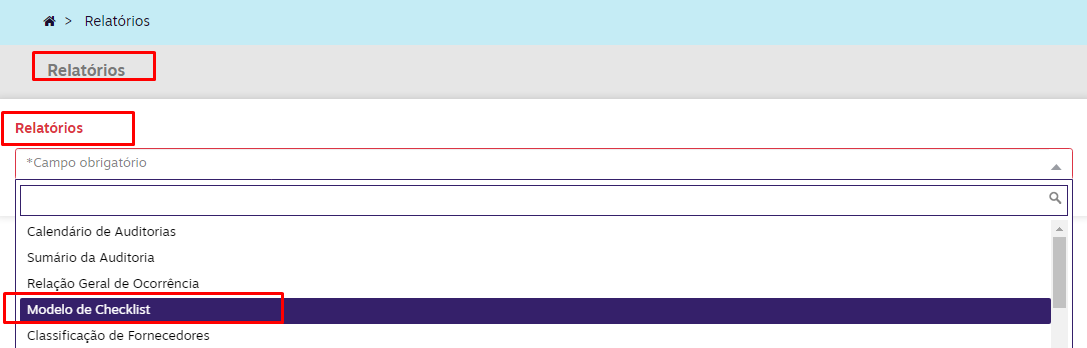 > Relatórios
Relatórios
Relatórios
*Campo obrigatório
Calendário de Auditorias
Sumário da Auditoria
Relação Geral de Ocorrência
Modelo de Checklist
Classificação de Fornecedores